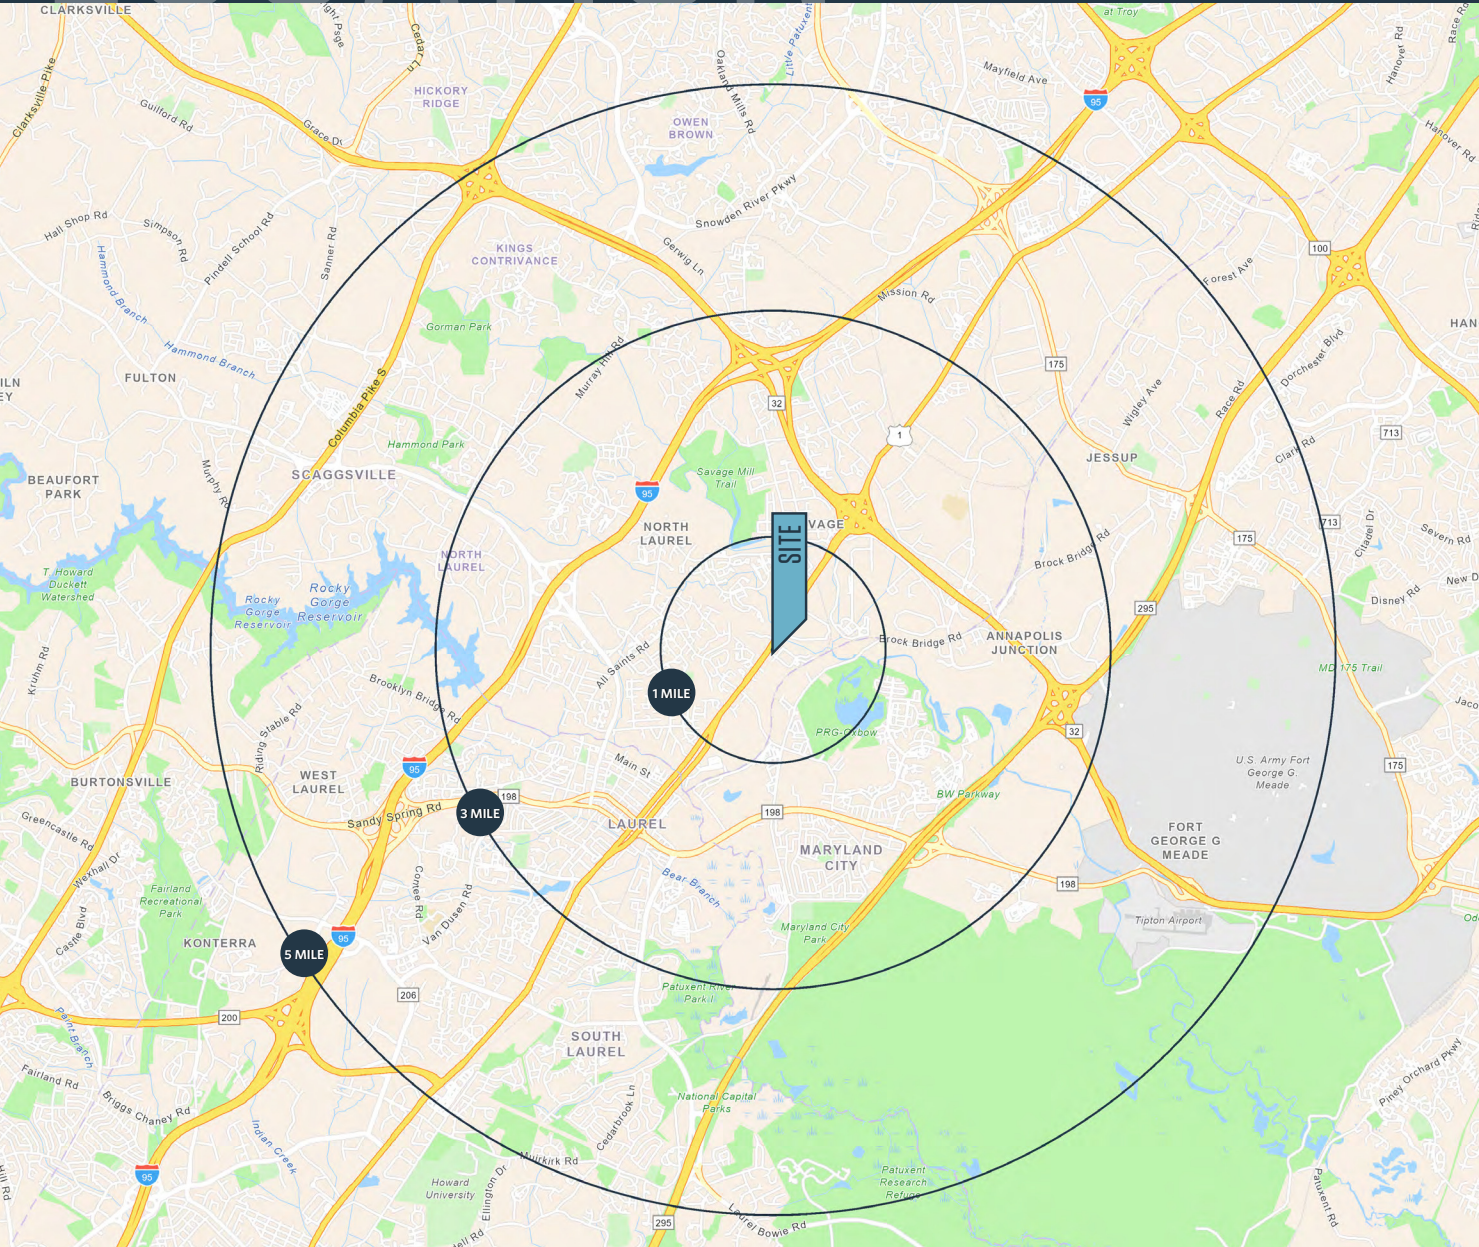 CLARKSVILLE
Cedar Ln
Little Patuxent
at Troy
Race Rd
Hanover Rd
Clarksville Pike
HICKORY
RIDGE
Oakland Mills Rd
Mayfield Ave
95
Guilford Rd
Grace Dr
OWEN
BROWN
Hanover Rd
Hall Shop Rd
Simpson Rd
Pindell School Rd
Sanner Rd
Snowden River Pkwy
KINGS
CONTRIVANCE
Gerwig Ln
100
Forest Ave
Hammond Branch
Mission Rd
Gorman Park
HAN
Hammond Branch
Murray Hill Rd
Dorchester Blvd
FULTON
175
Columbia Pike S
Wigley Ave
Race Rd
32
1
713
Hammond Park
Clark Rd
SCAGGSVILLE
JESSUP
BEAUFORT
PARK
Murphy Rd
Savage Mill
Trail
95
NORTH
LAUREL
VAGE
SITE
713
Citadel Dr
Severn Rd
175
Brock Bridge Rd
NORTH
LAUREL
T. Howard
Duckett
Watershed
Rocky
Gorge
Reservoir
Rocky
Gorge
Reservoir
New D
Disney Rd
295
Brock Bridge Rd
ANNAPOLIS
JUNCTION
Kruhm Rd
All Saints Rd
MD 175 Trail
1 MILE
Brooklyn Bridge Rd
Jaco
Riding Stable Rd
PRG-Oxbow
32
Main St
95
U.S. Army Fort
George G.
Meade
175
BURTONSVILLE
WEST
LAUREL
198
BW Parkway
Sandy Spring Rd
3 MILE
198
LAUREL
Greencastle Rd
FORT
GEORGE G
MEADE
MARYLAND
CITY
Wexhall Dr
Bear Branch
198
Fairland
Recreational
Park
Contee Rd
Van Dusen Rd
Castle Blvd
Tipton Airport
Maryland City
Park
KONTERRA
95
5 MILE
206
Patuxent River
Park I
200
Paint Branch
SOUTH
LAUREL
Fairland Rd
Piney Orchard Pkwy
Briggs Chaney Rd
National Capital
Parks
Cedarbrook Ln
Indian Creek
Muirkirk Rd
95
Howard
University
Ellington Dr
Patuxent
Research
Refuge
Patuxent Rd
295
Laurel Bowie Rd